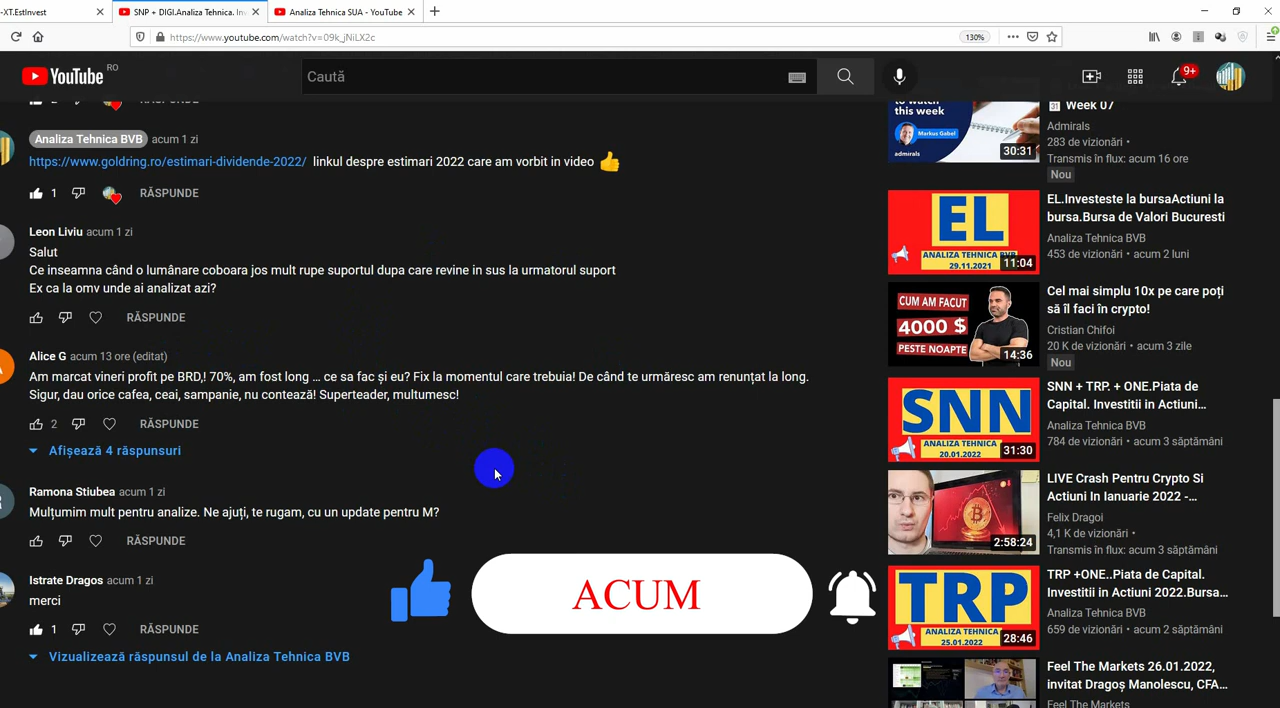 -XT.EstInvest
SNP + DIGI.Analiza Tehnica. Inv
Analiza Tehnica SUA - YouTube
https://www.youtube.com/watch?v=09k_jNiLX2c
130%
YouTube RO
Caută
9+
RĂSPUNDE
Analiza Tehnica BVB acum 1 zi
https://www.goldring.ro/estimari-dividende-2022/ linkul despre estimari 2022 care am vorbit in video 👍
1 RĂSPUNDE
Leon Liviu acum 1 zi
Salut
Ce inseamna când o lumânare coboara jos mult rupe suportul dupa care revine in sus la urmatorul suport
Ex ca la omv unde ai analizat azi?
RĂSPUNDE
Alice G acum 13 ore (editat)
Am marcat vineri profit pe BRD,! 70%, am fost long ... ce sa fac și eu? Fix la momentul care trebuia! De când te urmăresc am renunțat la long.
Sigur, dau orice cafea, ceai, sampanie, nu contează! Superteader, multumesc!
2 RĂSPUNDE
Afișează 4 răspunsuri
Ramona Stiubea acum 1 zi
Mulțumim mult pentru analize. Ne ajuți, te rugam, cu un update pentru M?
RĂSPUNDE
Istrate Dragos acum 1 zi
merci
1 RĂSPUNDE
Vizualizează răspunsul de la Analiza Tehnica BVB
ACUM
to watch
this week
Markus Gabel
admirals
30:31
Week 07
Admirals
283 de vizionări •
Transmis în flux: acum 16 ore
Nou
EL
ANALIZA TEHNICA BVB
29.11.2021
11:04
EL.Investeste la bursaActiuni la
bursa.Bursa de Valori Bucuresti
Analiza Tehnica BVB
453 de vizionări • acum 2 luni
CUM AM FACUT
4000 $
PESTE NOAPTE
14:36
Cel mai simplu 10x pe care poți
să îl faci în crypto!
Cristian Chifoi
20 K de vizionări • acum 3 zile
Nou
SNN
ANALIZA TEHNICA
20.01.2022
31:30
SNN + TRP. + ONE.Piata de
Capital. Investitii in Actiuni...
Analiza Tehnica BVB
784 de vizionări • acum 3 săptămâni
2:58:24
LIVE Crash Pentru Crypto Si
Actiuni In Ianuarie 2022 -...
Felix Dragoi
4,1 K de vizionări •
Transmis în flux: acum 3 săptămâni
TRP
ANALIZA TEHNICA
25.01.2022
28:46
TRP +ONE..Piata de Capital.
Investitii in Actiuni 2022.Bursa...
Analiza Tehnica BVB
659 de vizionări • acum 2 săptămâni
Feel The Markets 26.01.2022,
invitat Dragoș Manolescu, CFA...
Feel The Markets